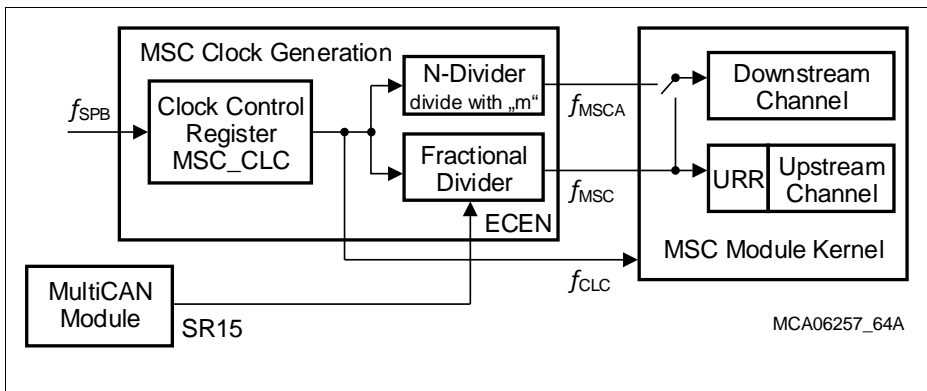 MSC Clock Generation
fSPB
Clock Control
Register
MSC_CLC
N-Divider
divide with „m“
Fractional
Divider
ECEN
fMSCA
fMSC
fCLC
Downstream
Channel
URR
Upstream
Channel
MSC Module Kernel
MultiCAN
Module
SR15
MCA06257_64A